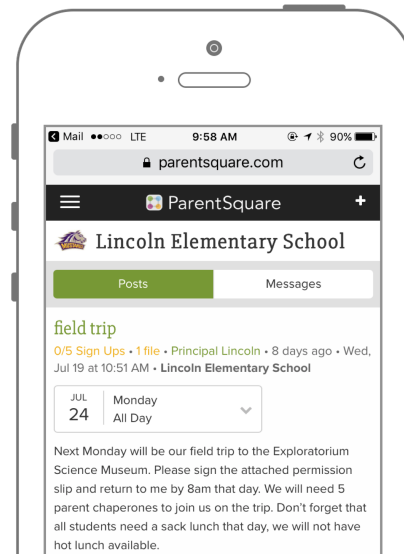 Mail LTE 9:58 AM 90%
parentsquare.com
ParentSquare +
Lincoln Elementary School
Posts Messages
field trip
0/5 Sign Ups • 1 file • Principal Lincoln • 8 days ago • Wed,
Jul 19 at 10:51 AM • Lincoln Elementary School
JUL Monday
24 All Day
Next Monday will be our field trip to the Exploratorium
Science Museum. Please sign the attached permission
slip and return to me by 8am that day. We will need 5
parent chaperones to join us on the trip. Don't forget that
all students need a sack lunch that day, we will not have
hot lunch available.